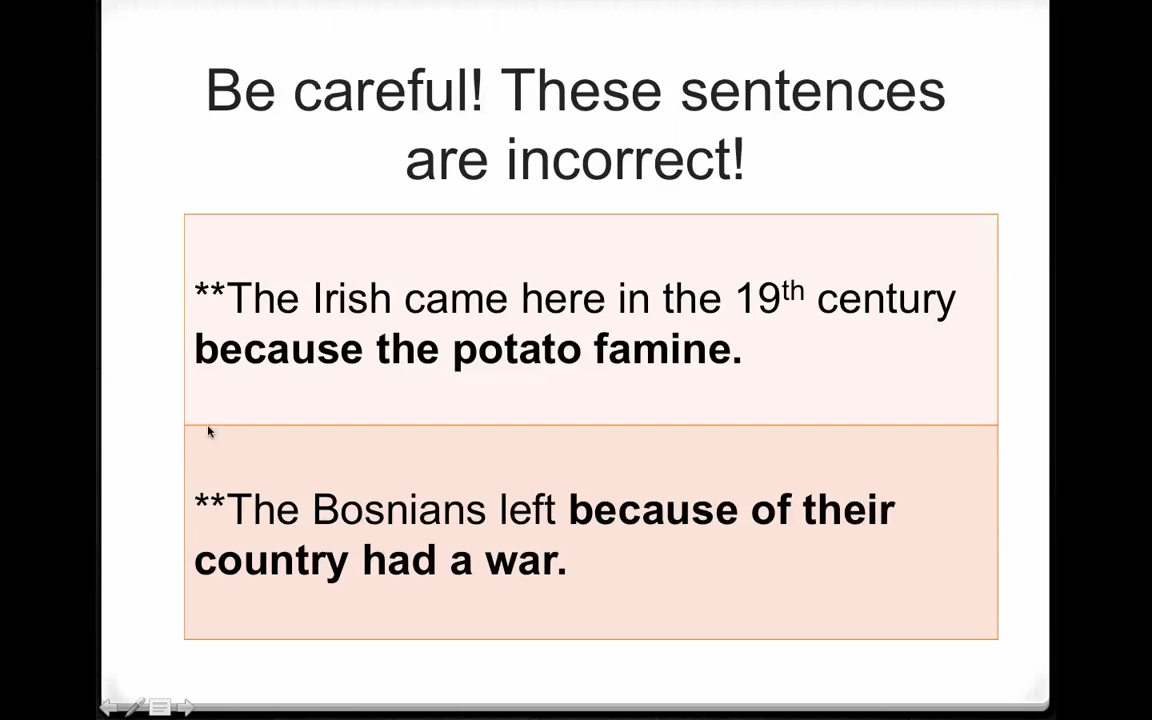 Be careful! These sentences
are incorrect!
**The Irish came here in the 19th century
because the potato famine.
**The Bosnians left because of their
country had a war.